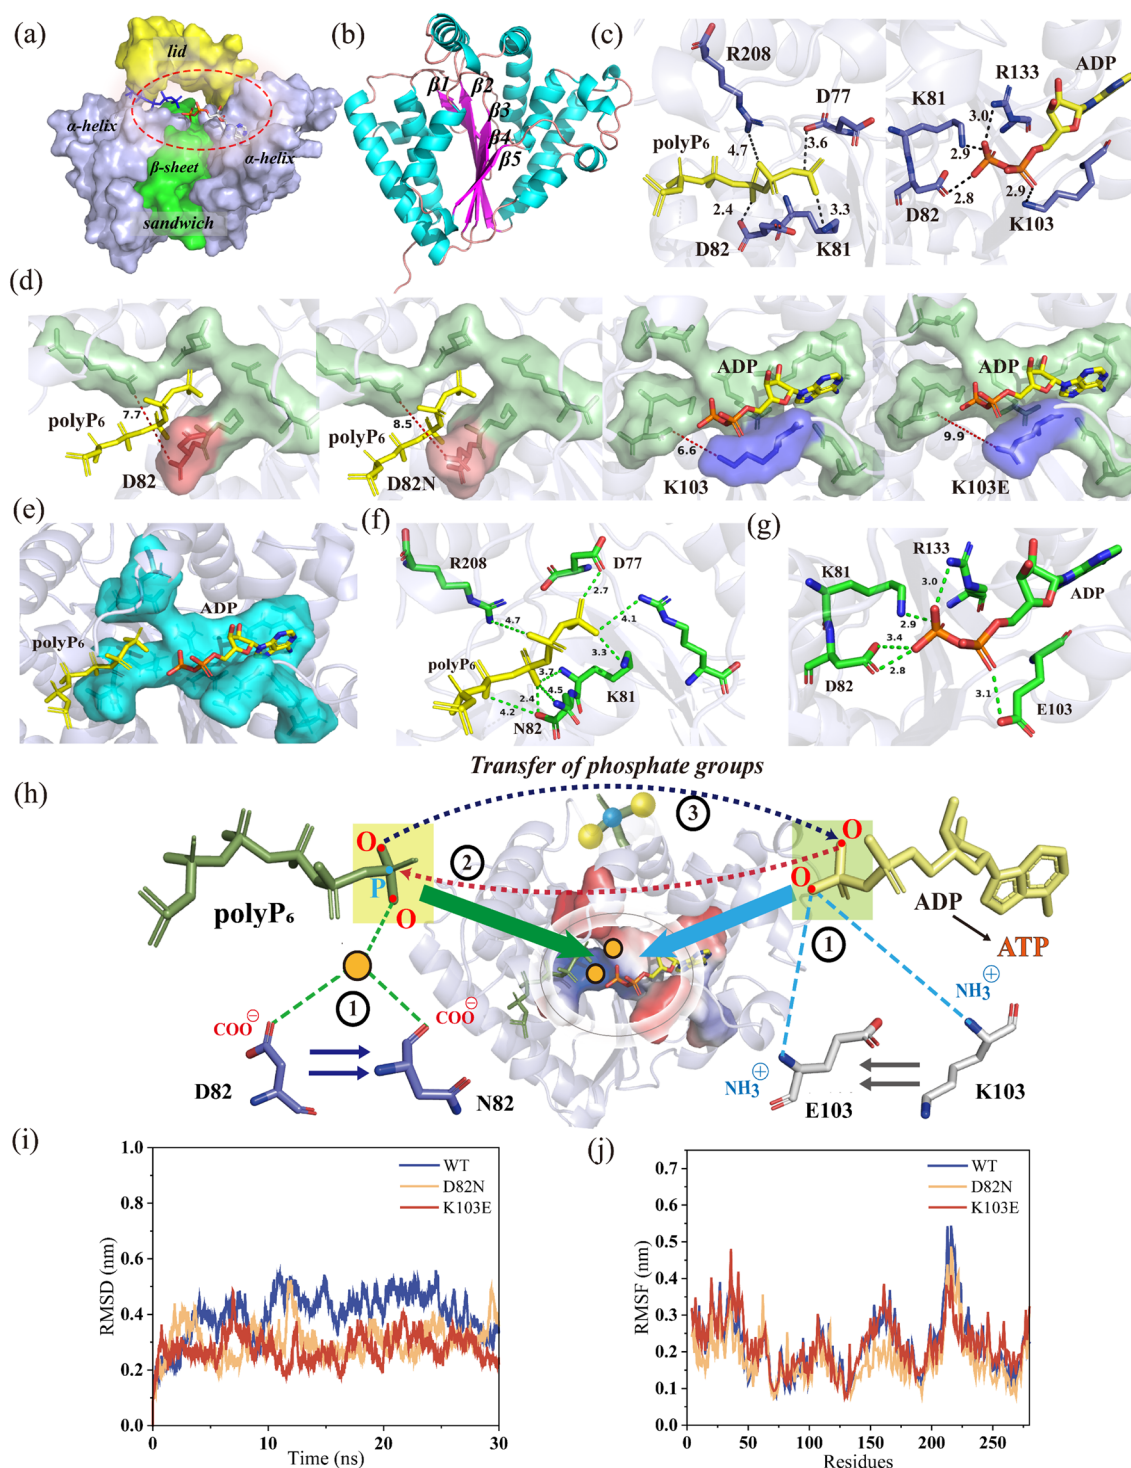 (a)
lid
α-helix
α-helix
β-sheet
sandwich
(b)
β1
β2
β3
β4
β5
(c)
R208
D77
polyP6
4.7
3.6
2.4
3.3
D82
K81
ADP
R133
K81
3.0
2.9
2.9
2.8
D82
K103
(d)
7.7
polyP6
D82
8.5
polyP6
D82N
ADP
6.6
K103
ADP
9.9
K103E
(e)
ADP
polyP6
(f)
R208
D77
2.7
4.7
4.1
3.3
polyP6
3.7
2.4
4.5
4.2
K81
N82
(g)
R133
K81
3.0
ADP
2.9
3.4
2.8
D82
3.1
E103
(h)
Transfer of phosphate groups
3
O
O
2
P
O
O
polyP6
ADP
1
ATP
1
NH3 ⊕
COO ⊖
COO ⊖
D82
N82
NH3 ⊕
E103
K103
(i)
1.0
0.8
0.6
0.4
0.2
0.0
RMSD (nm)
WT
D82N
K103E
0
10
20
30
Time (ns)
(j)
0.7
0.6
0.5
0.4
0.3
0.2
0.1
0.0
RMSF (nm)
WT
D82N
K103E
0
50
100
150
200
250
Residues